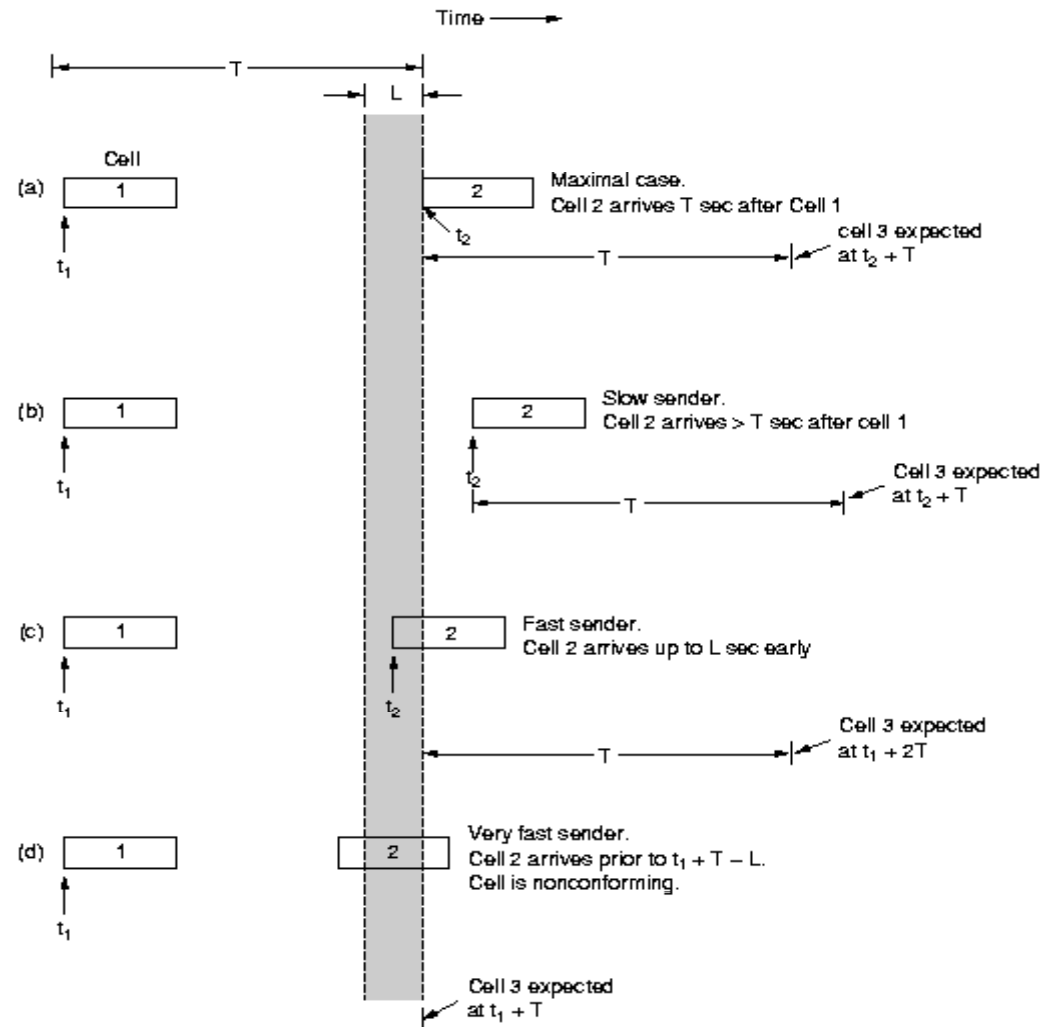 Time
T
L
Cell
(a)
1
2
Maximal case.
Cell 2 arrives T sec after Cell 1
t1
t2
T
cell 3 expected
at t2 + T
(b)
1
2
Slow sender.
Cell 2 arrives > T sec after cell 1
t1
t2
T
Cell 3 expected
at t2 + T
(c)
1
2
Fast sender.
Cell 2 arrives up to L sec early
t1
t2
T
Cell 3 expected
at t1 + 2T
(d)
1
2
Very fast sender.
Cell 2 arrives prior to t1 + T – L.
Cell is nonconforming.
t1
Cell 3 expected
at t1 + T